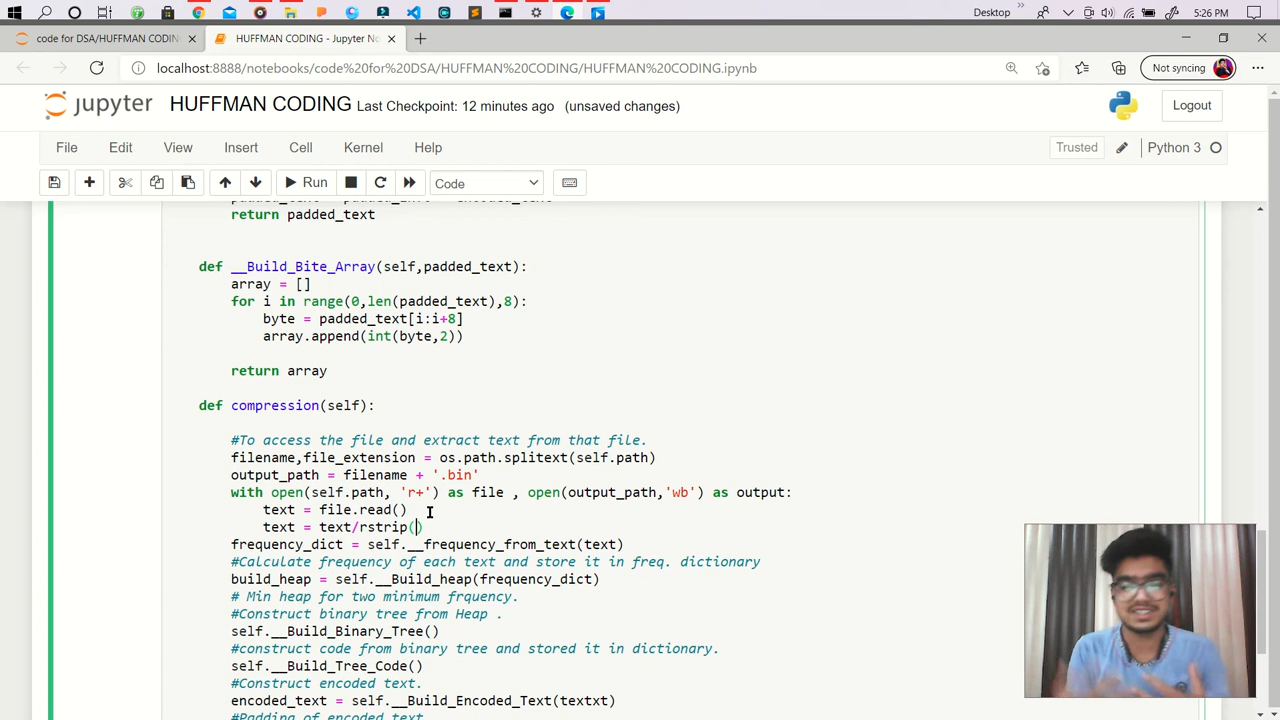 Desktop
5:26 PM
code for DSA/HUFFMAN CODIN
HUFFMAN CODING - Jupyter No
localhost:8888/notebooks/code%20for%20DSA/HUFFMAN%20CODING/HUFFMAN%20CODING.ipynb
Not syncing
jupyter HUFFMAN CODING Last Checkpoint: 12 minutes ago (unsaved changes)
Logout
File Edit View Insert Cell Kernel Help
Trusted
Python 3
Run
Code
return padded_text
def __Build_Bite_Array(self,padded_text):
array = []
for i in range(0,len(padded_text),8):
byte = padded_text[i:i+8]
array.append(int(byte,2))
return array
def compression(self):
#To access the file and extract text from that file.
filename,file_extension = os.path.splitext(self.path)
output_path = filename + '.bin'
with open(self.path, 'r+') as file , open(output_path,'wb') as output:
text = file.read()
text = text/rstrip()
frequency_dict = self.__frequency_from_text(text)
#Calculate frequency of each text and store it in freq. dictionary
build_heap = self.__Build_heap(frequency_dict)
# Min heap for two minimum frquency.
#Construct binary tree from Heap .
self.__Build_Binary_Tree()
#construct code from binary tree and stored it in dictionary.
self.__Build_Tree_Code()
#Construct encoded text.
encoded_text = self.__Build_Encoded_Text(textxt)
#Padding of encoded text